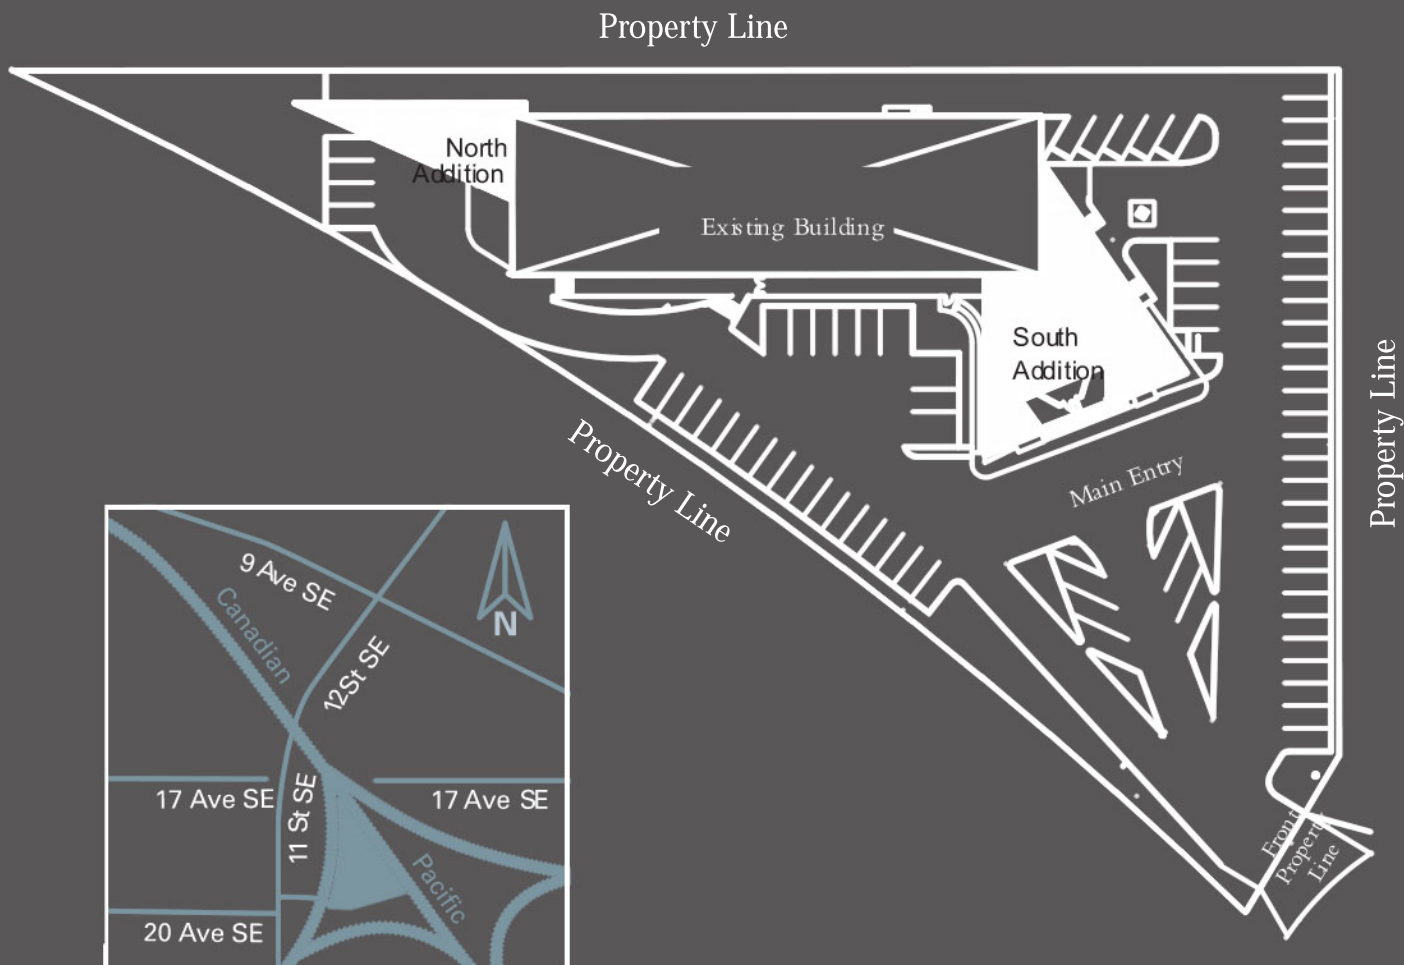 Property Line
North
Addition
Existing Building
South
Addition
Property Line
Property Line
Main Entry
Front
Property
Line
9 Ave SE
Canadian
12St SE
N
17 Ave SE
11 St SE
17 Ave SE
Pacific
20 Ave SE